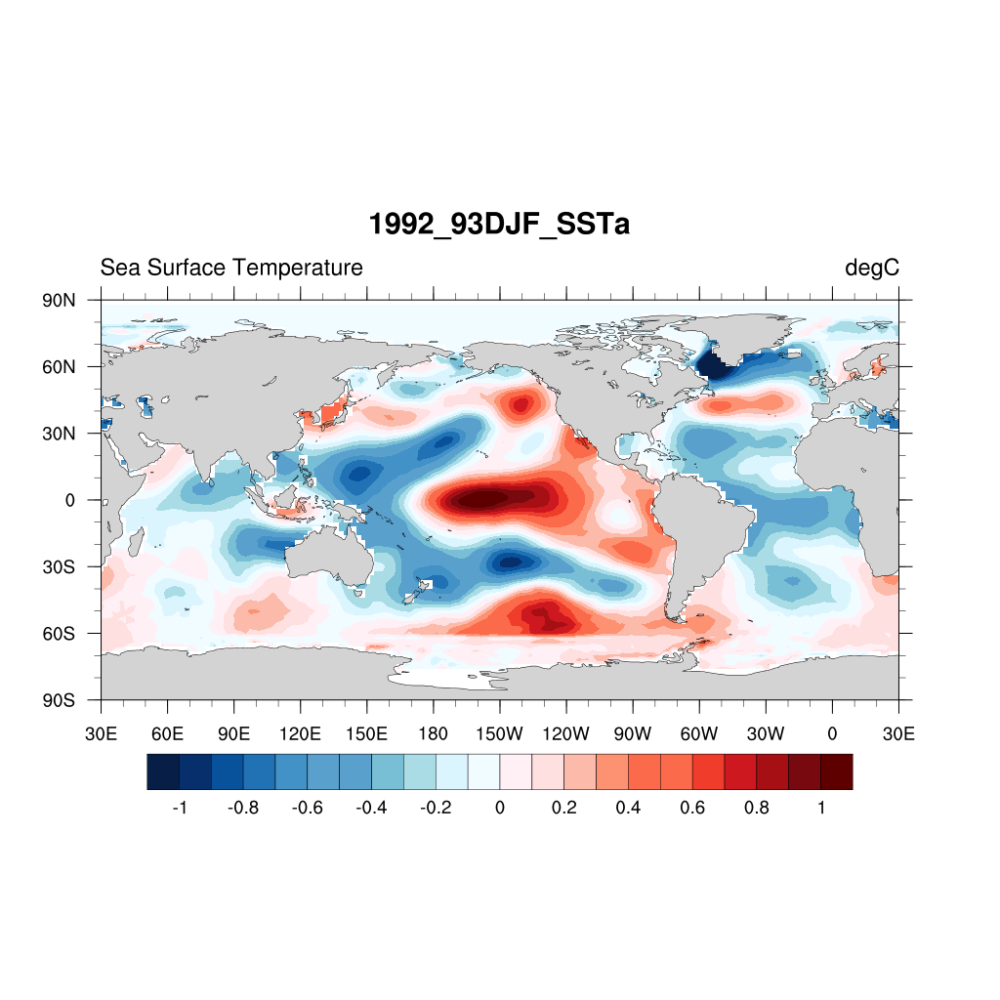 1992_93DJF_SSTa
Sea Surface Temperature degC
90N
60N
30N
0
30S
60S
90S
30E 60E 90E 120E 150E 180 150W 120W 90W 60W 30W 0 30E
-1 -0.8 -0.6 -0.4 -0.2 0 0.2 0.4 0.6 0.8 1